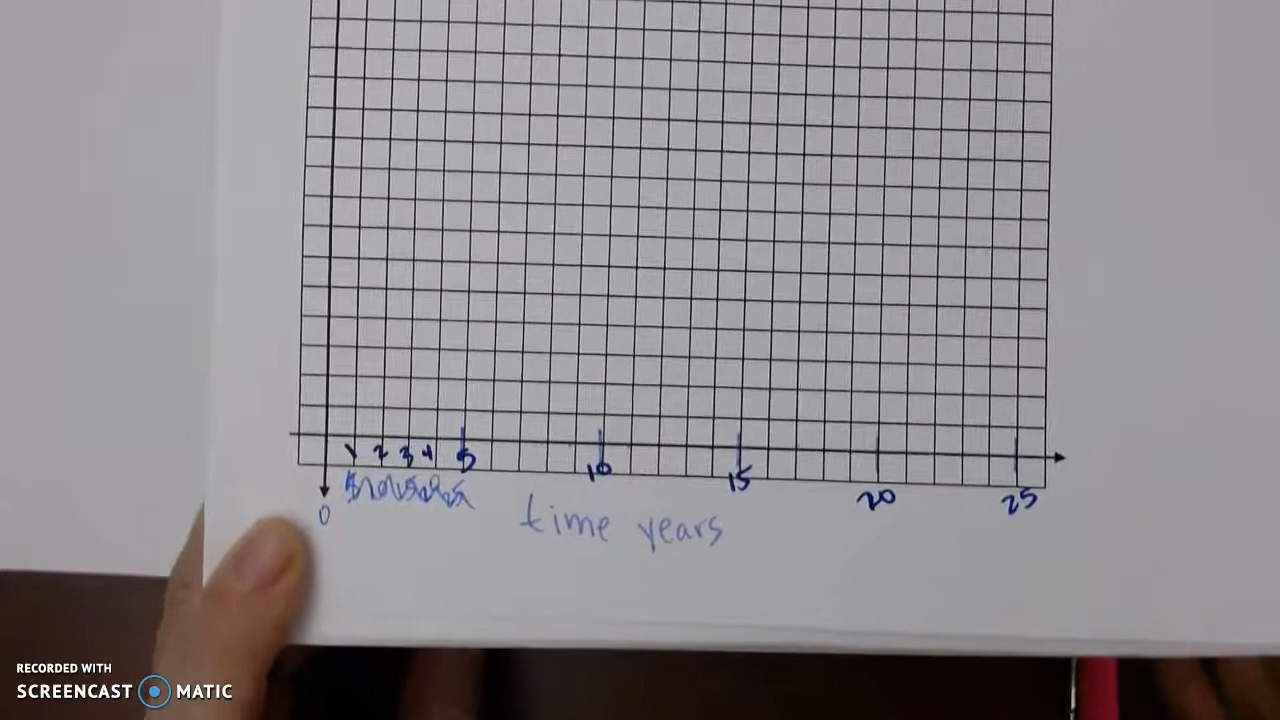 1 2 3 4 5 10 15 20 25
0
time years
RECORDED WITH
SCREENCAST MATIC